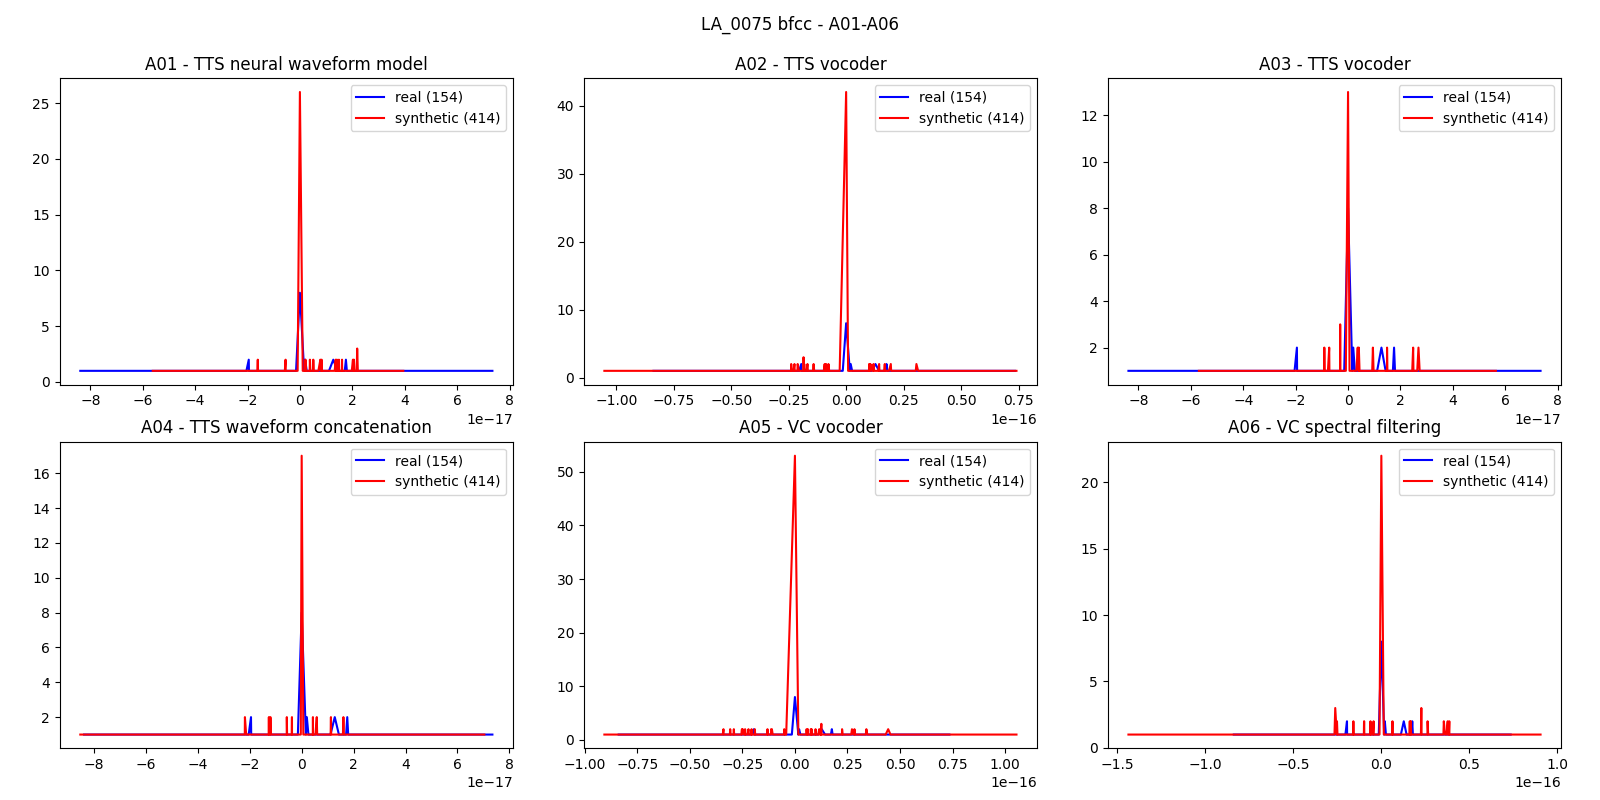 LA_0075 bfcc - A01-A06
A01 - TTS neural waveform model
real (154)
synthetic (414)
25
20
15
10
5
0
−8 −6 −4 −2 0 2 4 6 8
1e−17
A02 - TTS vocoder
real (154)
synthetic (414)
40
30
20
10
0
−1.00 −0.75 −0.50 −0.25 0.00 0.25 0.50 0.75
1e−16
A03 - TTS vocoder
real (154)
synthetic (414)
12
10
8
6
4
2
−8 −6 −4 −2 0 2 4 6 8
1e−17
A04 - TTS waveform concatenation
real (154)
synthetic (414)
16
14
12
10
8
6
4
2
−8 −6 −4 −2 0 2 4 6 8
1e−17
A05 - VC vocoder
real (154)
synthetic (414)
50
40
30
20
10
0
−1.00 −0.75 −0.50 −0.25 0.00 0.25 0.50 0.75 1.00
1e−16
A06 - VC spectral filtering
real (154)
synthetic (414)
20
15
10
5
0
−1.5 −1.0 −0.5 0.0 0.5 1.0
1e−16